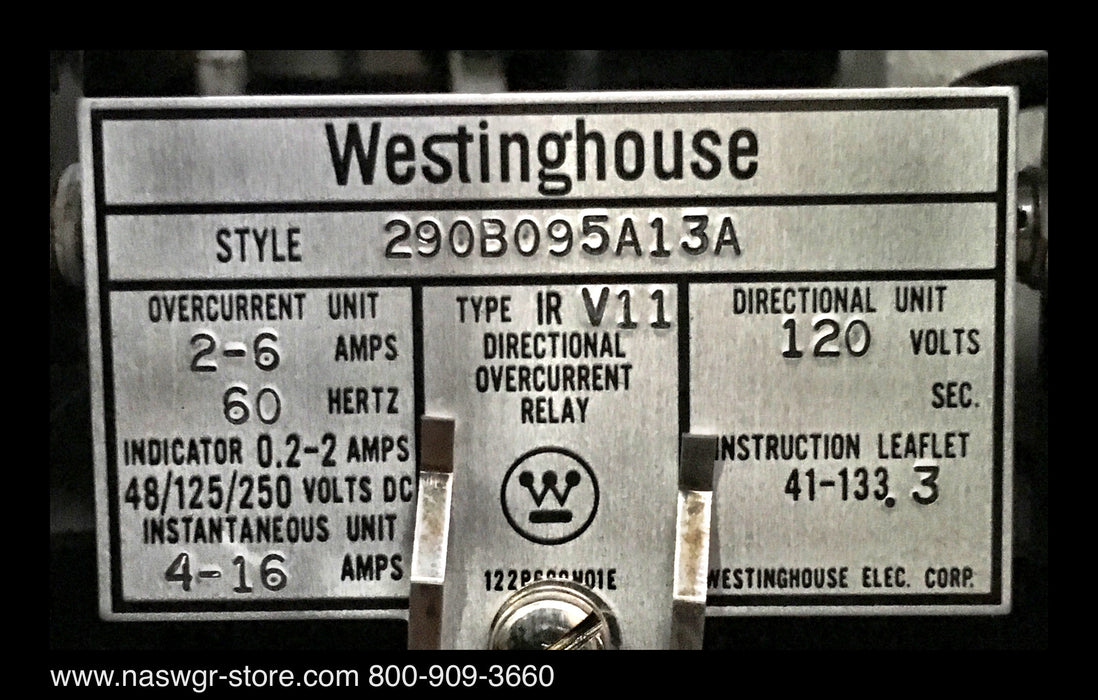 Westinghouse
STYLE 290B095A13A
OVERCURRENT UNIT
2-6 AMPS
60 HERTZ
INDICATOR 0.2-2 AMPS
48/125/250 VOLTS DC
INSTANTANEOUS UNIT
4-16 AMPS
TYPE IR V11
DIRECTIONAL
OVERCURRENT
RELAY
DIRECTIONAL UNIT
120 VOLTS
SEC.
INSTRUCTION LEAFLET
41-133.3
WESTINGHOUSE ELEC. CORP.
www.naswgr-store.com 800-909-3660